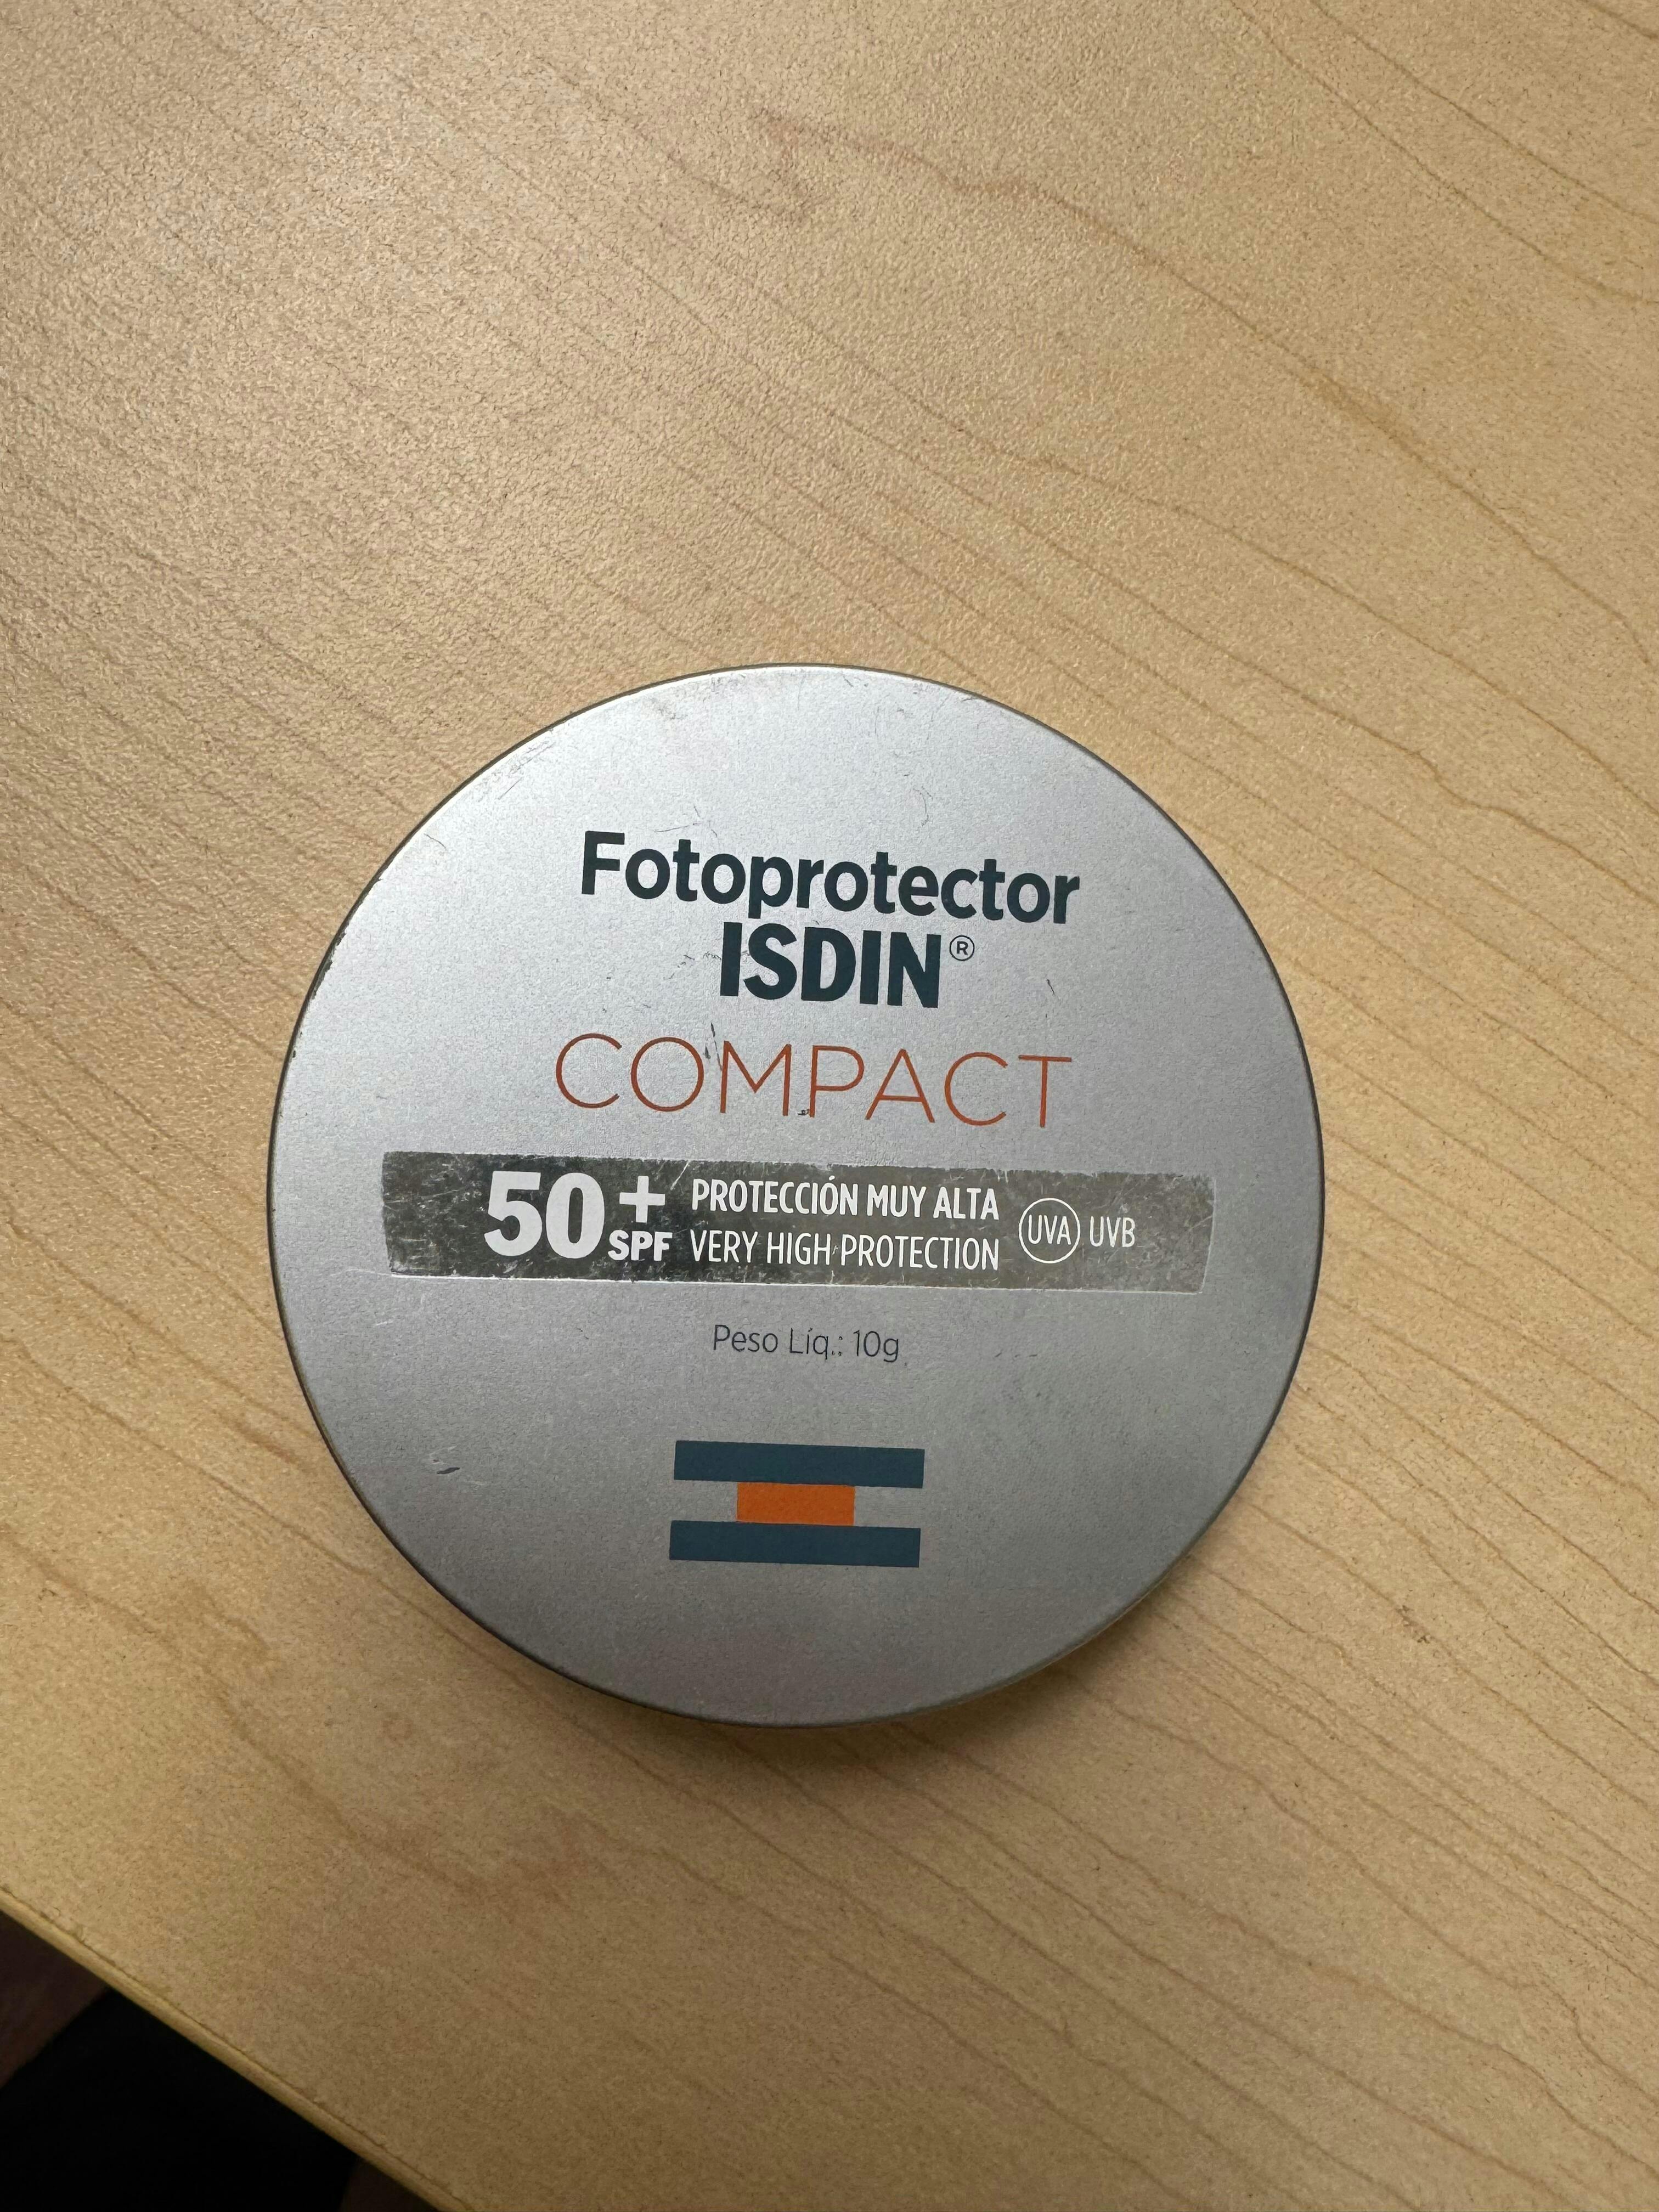 Fotoprotector
ISDIN®
COMPACT
50+ SPF
PROTECCIÓN MUY ALTA
VERY HIGH PROTECTION
UVA UVB
Peso Líq.: 10g